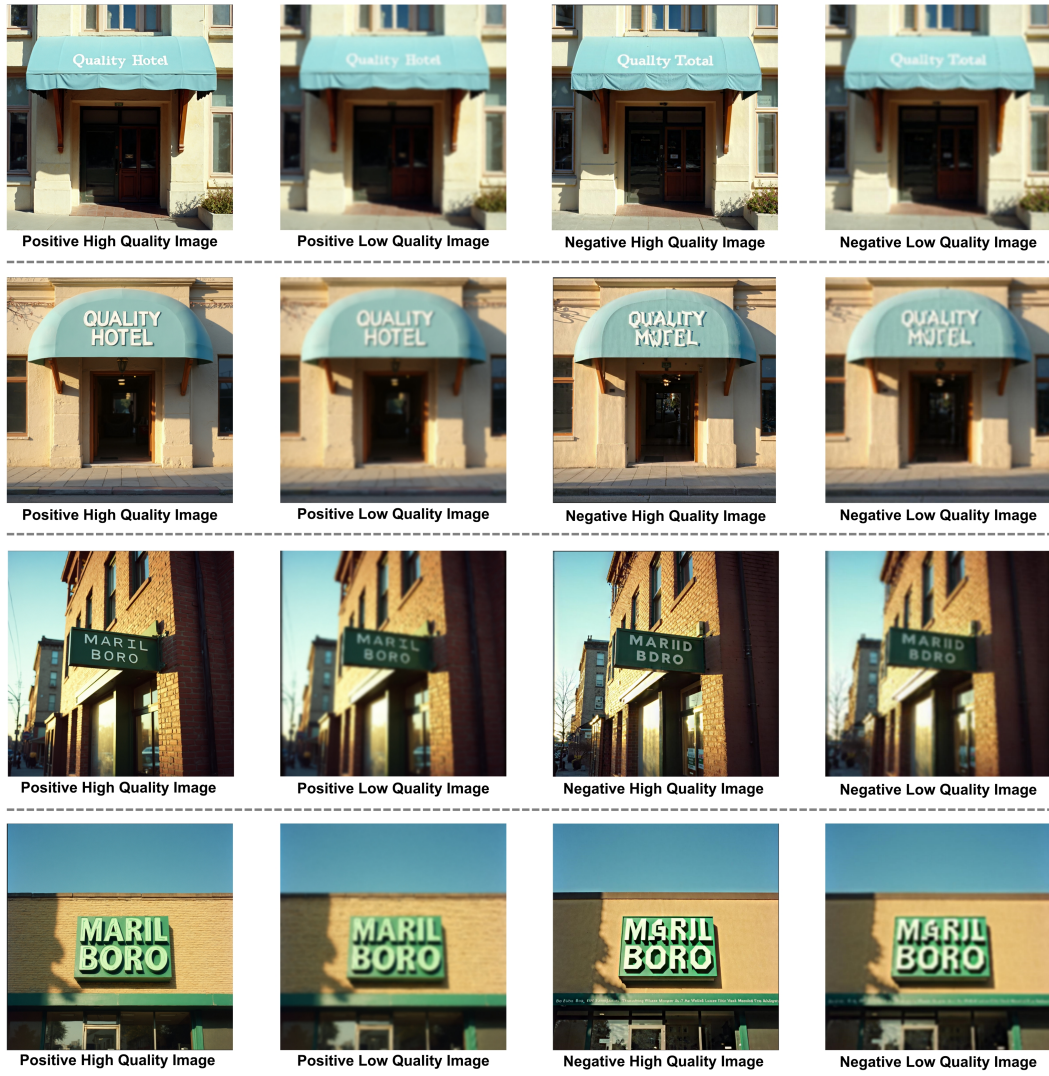 Quality Hotel
Quality Hotel
Quality Total
Quality Total
Positive High Quality Image
Positive Low Quality Image
Negative High Quality Image
Negative Low Quality Image
QUALITY
HOTEL
QUALITY
HOTEL
QUALITY
QUALITY
Positive High Quality Image
Positive Low Quality Image
Negative High Quality Image
Negative Low Quality Image
MARIL
BORO
MARIL
BORO
MARIID
BDRO
MARIID
BDRO
Positive High Quality Image
Positive Low Quality Image
Negative High Quality Image
Negative Low Quality Image
MARIL
BORO
MARIL
BORO
MGRIL
BORO
MGRIL
BORO
Positive High Quality Image
Positive Low Quality Image
Negative High Quality Image
Negative Low Quality Image